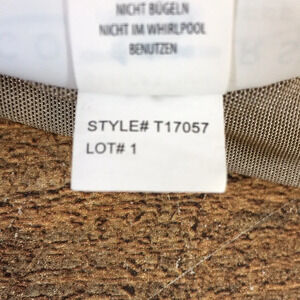 NICHT BÜGELN
NICHT IM WHIRLPOOL
BENUTZEN
STYLE# T17057
LOT# 1